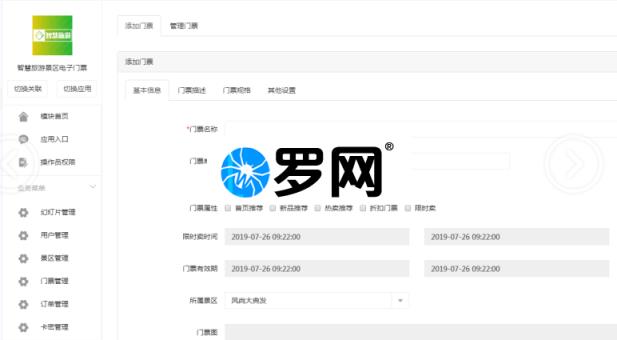 智慧旅游
智慧旅游景区电子门票
切换关联 切换应用
模块首页
应用入口
操作员权限
业务菜单
幻灯片管理
用户管理
景区管理
门票管理
订单管理
卡密管理
添加门票 管理门票
添加门票
基本信息 门票描述 门票规格 其他设置
*门票名称
门票
罗网®
门票属性 首页推荐 新品推荐 热卖推荐 折扣门票 限时卖
限时卖时间 2019-07-26 09:22:00 2019-07-26 09:22:00
门票有效期 2019-07-26 09:22:00 2019-07-26 09:22:00
所属景区 风尚大典发
门票图